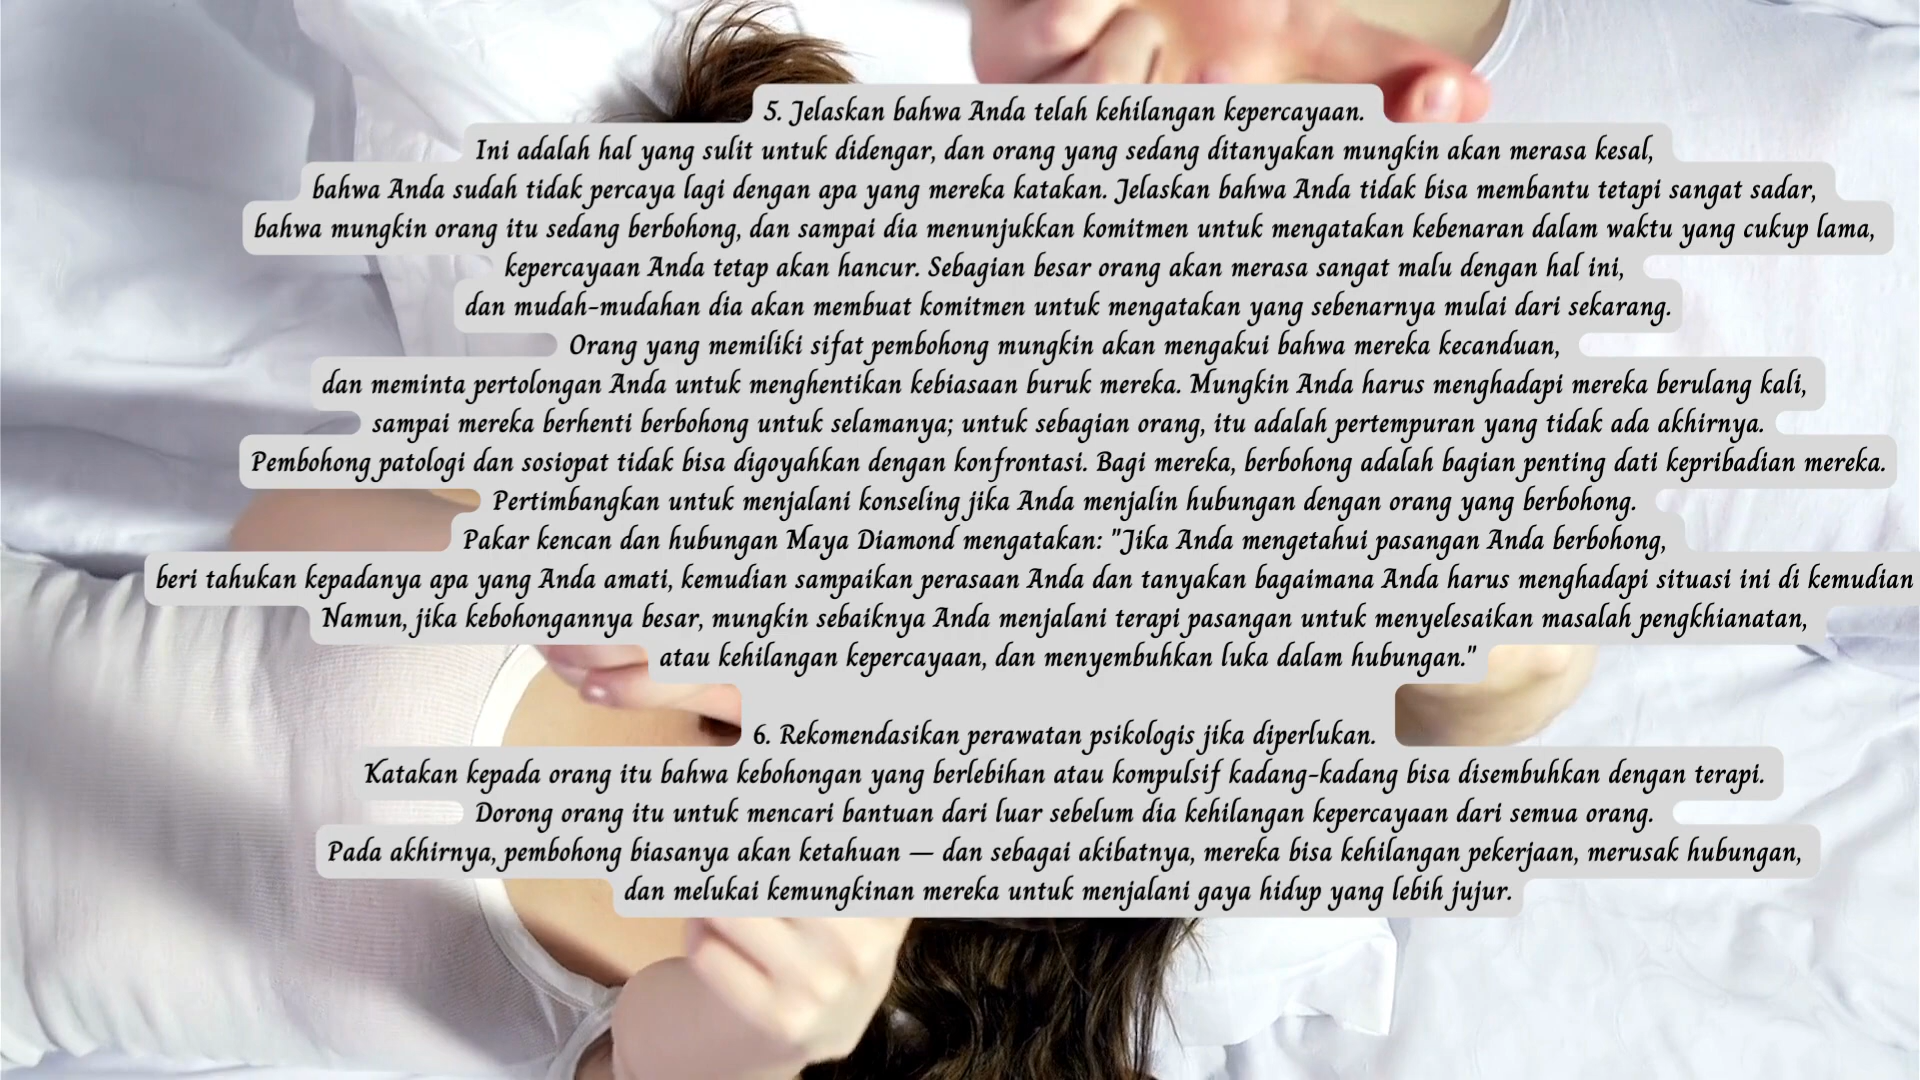 5. Jelaskan bahwa Anda telah kehilangan kepercayaan.
Ini adalah hal yang sulit untuk didengar, dan orang yang sedang ditanyakan mungkin akan merasa kesal,
bahwa Anda sudah tidak percaya lagi dengan apa yang mereka katakan. Jelaskan bahwa Anda tidak bisa membantu tetapi sangat sadar,
bahwa mungkin orang itu sedang berbohong, dan sampai dia menunjukkan komitmen untuk mengatakan kebenaran dalam waktu yang cukup lama,
kepercayaan Anda tetap akan hancur. Sebagian besar orang akan merasa sangat malu dengan hal ini,
dan mudah-mudahan dia akan membuat komitmen untuk mengatakan yang sebenarnya mulai dari sekarang.
Orang yang memiliki sifat pembohong mungkin akan mengakui bahwa mereka kecanduan,
dan meminta pertolongan Anda untuk menghentikan kebiasaan buruk mereka. Mungkin Anda harus menghadapi mereka berulang kali,
sampai mereka berhenti berbohong untuk selamanya; untuk sebagian orang, itu adalah pertempuran yang tidak ada akhirnya.
Pembohong patologi dan sosiopat tidak bisa digoyahkan dengan konfrontasi. Bagi mereka, berbohong adalah bagian penting dati kepribadian mereka.
Pertimbangkan untuk menjalani konseling jika Anda menjalin hubungan dengan orang yang berbohong.
Pakar kencan dan hubungan Maya Diamond mengatakan: "Jika Anda mengetahui pasangan Anda berbohong,
beri tahukan kepadanya apa yang Anda amati, kemudian sampaikan perasaan Anda dan tanyakan bagaimana Anda harus menghadapi situasi ini di kemudian
Namun, jika kebohongannya besar, mungkin sebaiknya Anda menjalani terapi pasangan untuk menyelesaikan masalah pengkhianatan,
atau kehilangan kepercayaan, dan menyembuhkan luka dalam hubungan."
6. Rekomendasikan perawatan psikologis jika diperlukan.
Katakan kepada orang itu bahwa kebohongan yang berlebihan atau kompulsif kadang-kadang bisa disembuhkan dengan terapi.
Dorong orang itu untuk mencari bantuan dari luar sebelum dia kehilangan kepercayaan dari semua orang.
Pada akhirnya, pembohong biasanya akan ketahuan — dan sebagai akibatnya, mereka bisa kehilangan pekerjaan, merusak hubungan,
dan melukai kemungkinan mereka untuk menjalani gaya hidup yang lebih jujur.